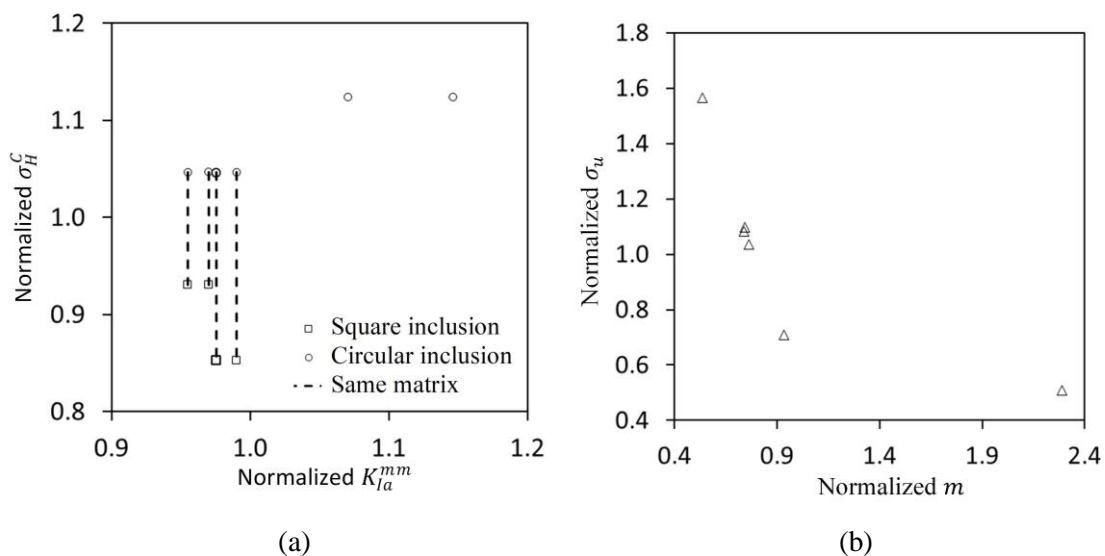 1.2
1.1
1.0
0.9
0.8
Normalized σ_H^C
Square inclusion
Circular inclusion
Same matrix
0.9 1.0 1.1 1.2
Normalized K_{Ia}^{mm}
(a)
1.8
1.6
1.4
1.2
1.0
0.8
0.6
0.4
Normalized σ_u
0.4 0.9 1.4 1.9 2.4
Normalized m
(b)